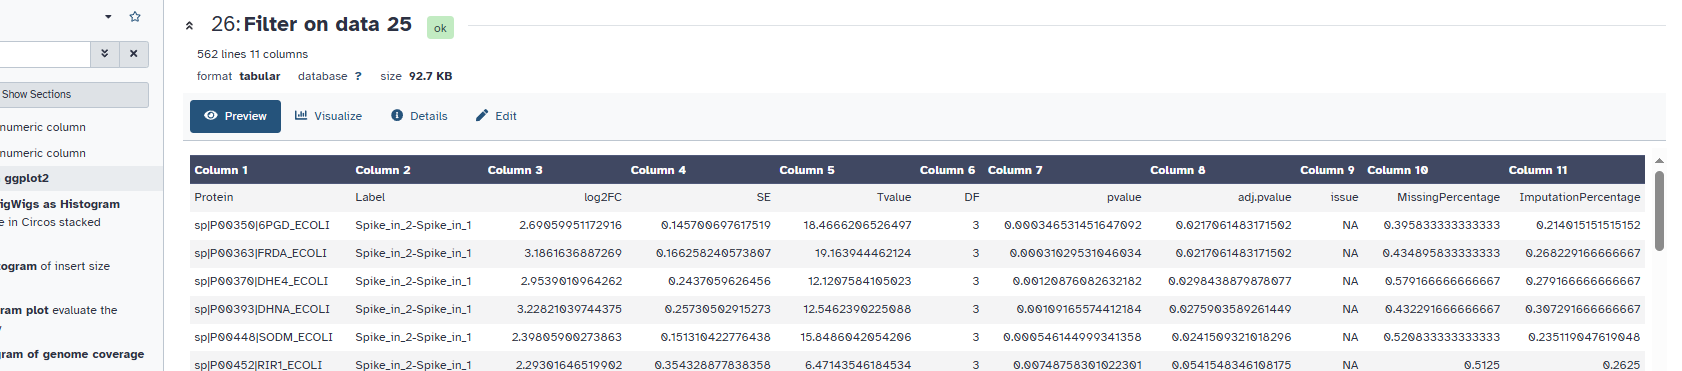 26: Filter on data 25 ok
562 lines 11 columns
format tabular database ? size 92.7 KB
Show Sections
Preview Visualize Details Edit
numeric column
numeric column
ggplot2
igWigs as Histogram
e in Circos stacked
togram of insert size
ram plot evaluate the
gram of genome coverage
Column 1 Column 2 Column 3 Column 4 Column 5 Column 6 Column 7 Column 8 Column 9 Column 10 Column 11
Protein Label log2FC SE Tvalue DF pvalue adj.pvalue issue MissingPercentage ImputationPercentage
sp|P00350|6PGD_ECOLI Spike_in_2-Spike_in_1 2.69059951172916 0.145700697617519 18.4666206526497 3 0.000346531451647092 0.0217061483171502 NA 0.395833333333333 0.214015151515152
sp|P00363|FRDA_ECOLI Spike_in_2-Spike_in_1 3.1861636887269 0.166258240573807 19.163944462124 3 0.000310295310460​34 0.0217061483171502 NA 0.434895833333333 0.268229166666667
sp|P00370|DHE4_ECOLI Spike_in_2-Spike_in_1 2.9539010964262 0.2437059626456 12.1207584105023 3 0.00120876082632182 0.0298438879878077 NA 0.579166666666667 0.279166666666667
sp|P00393|DHNA_ECOLI Spike_in_2-Spike_in_1 3.22821039744375 0.25730502915273 12.5462390225088 3 0.00109165574412184 0.0275903589261449 NA 0.432291666666667 0.307291666666667
sp|P00448|SODM_ECOLI Spike_in_2-Spike_in_1 2.39805900273863 0.151310422776438 15.8486042054206 3 0.000546144999341358 0.0241509321018296 NA 0.520833333333333 0.235119047619048
sp|P00452|RIR1_ECOLI Spike_in_2-Spike_in_1 2.29301646519902 0.354328877838358 6.47143546184534 3 0.00748758301022301 0.0541548346108175 NA 0.5125 0.2625